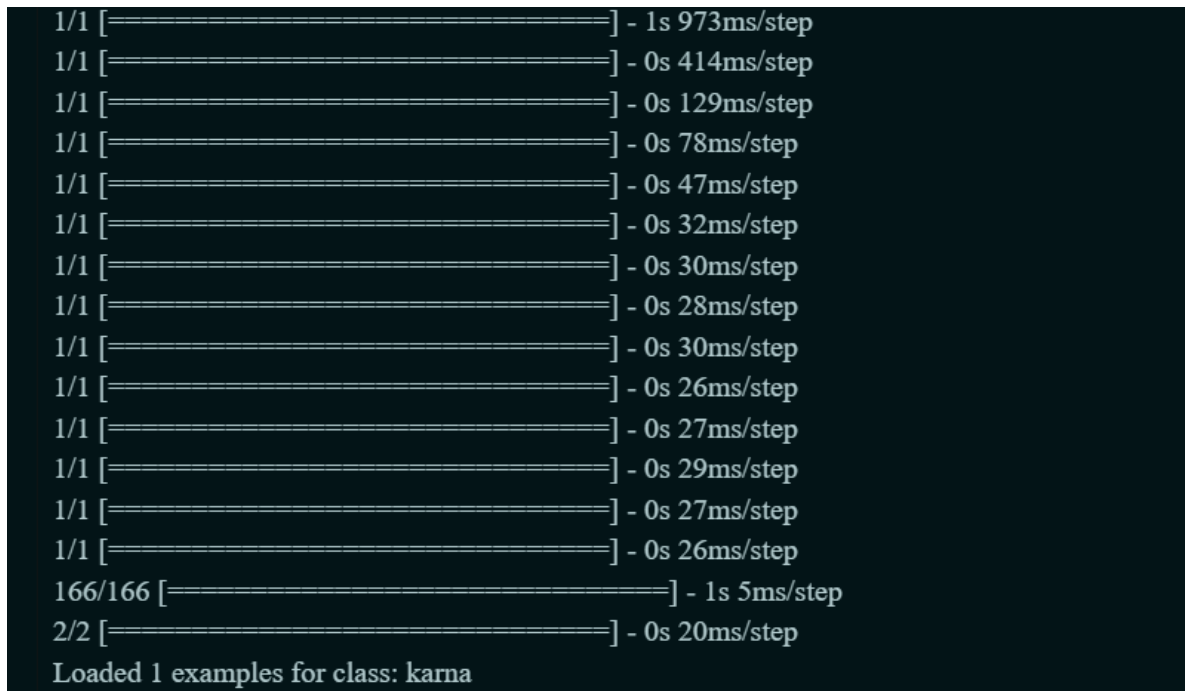 1/1 [==============================] - 1s 973ms/step
1/1 [==============================] - 0s 414ms/step
1/1 [==============================] - 0s 129ms/step
1/1 [==============================] - 0s 78ms/step
1/1 [==============================] - 0s 47ms/step
1/1 [==============================] - 0s 32ms/step
1/1 [==============================] - 0s 30ms/step
1/1 [==============================] - 0s 28ms/step
1/1 [==============================] - 0s 30ms/step
1/1 [==============================] - 0s 26ms/step
1/1 [==============================] - 0s 27ms/step
1/1 [==============================] - 0s 29ms/step
1/1 [==============================] - 0s 27ms/step
1/1 [==============================] - 0s 26ms/step
166/166 [==============================] - 1s 5ms/step
2/2 [==============================] - 0s 20ms/step
Loaded 1 examples for class: karna